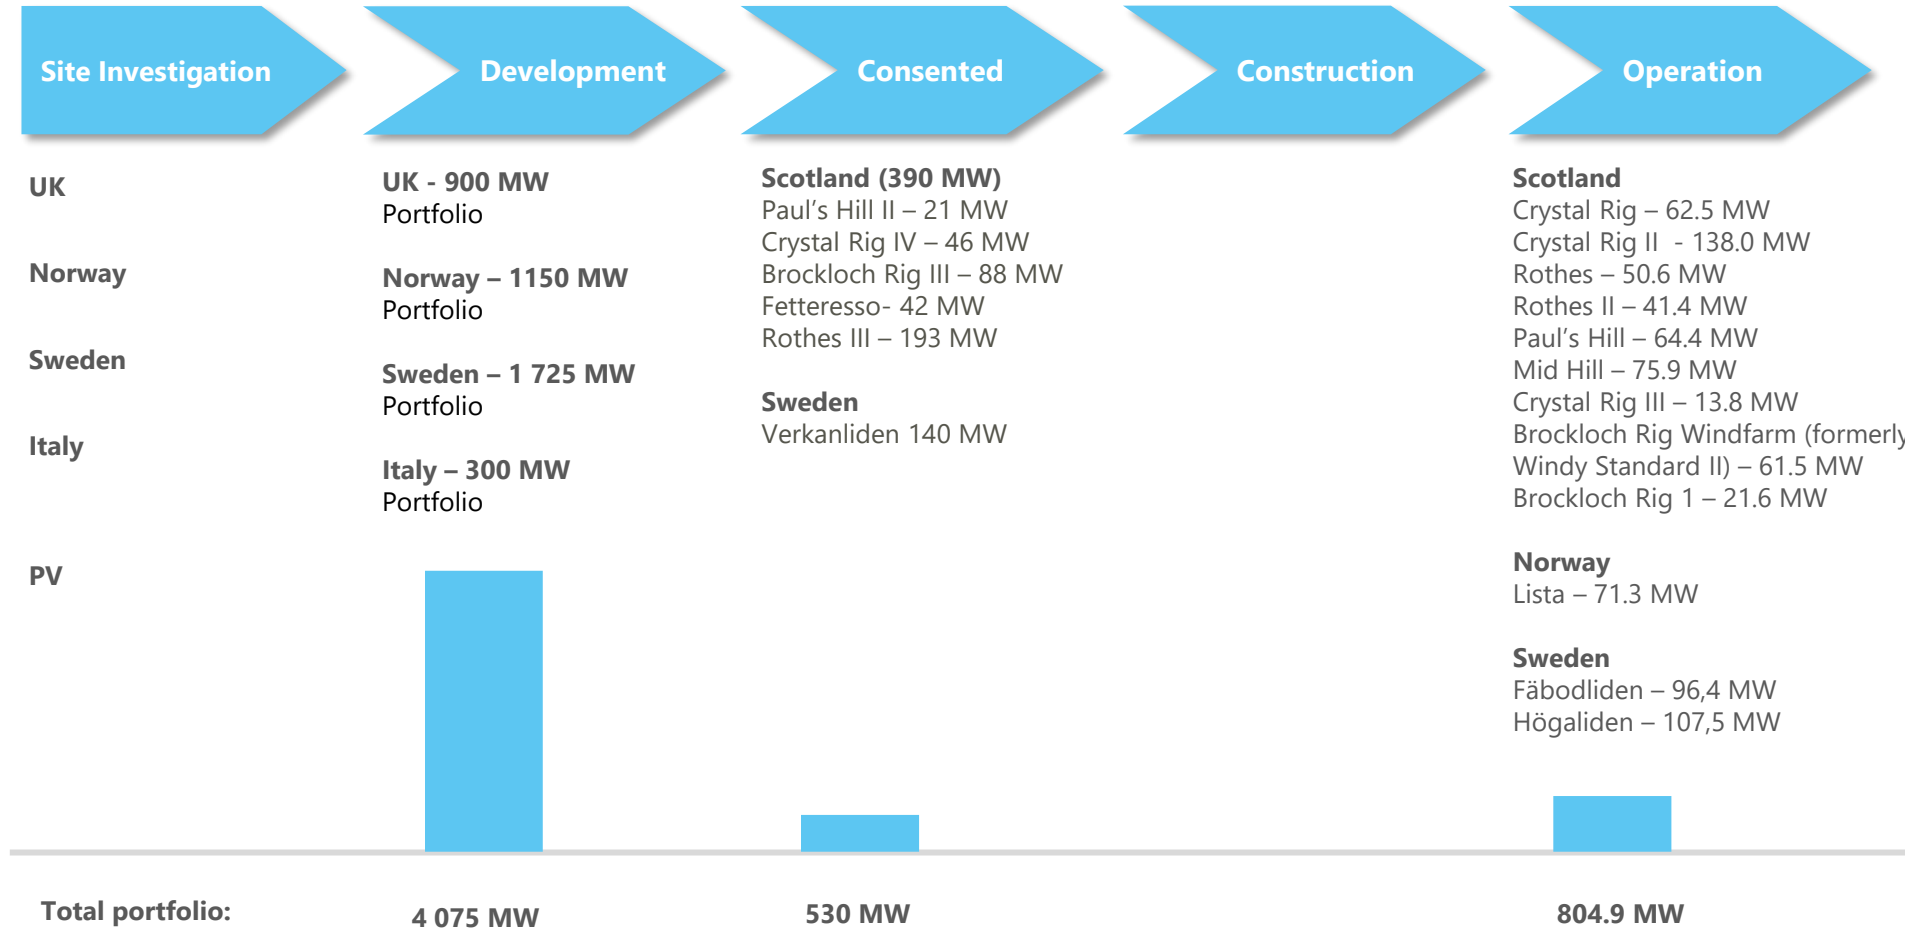 Site Investigation
Development
Consented
Construction
Operation
UK
Norway
Sweden
Italy
PV
UK - 900 MW
Portfolio
Norway – 1150 MW
Portfolio
Sweden – 1 725 MW
Portfolio
Italy – 300 MW
Portfolio
Scotland (390 MW)
Paul's Hill II – 21 MW
Crystal Rig IV – 46 MW
Brockloch Rig III – 88 MW
Fetteresso- 42 MW
Rothes III – 193 MW
Sweden
Verkanliden 140 MW
Scotland
Crystal Rig – 62.5 MW
Crystal Rig II  - 138.0 MW
Rothes – 50.6 MW
Rothes II – 41.4 MW
Paul's Hill – 64.4 MW
Mid Hill – 75.9 MW
Crystal Rig III – 13.8 MW
Brockloch Rig Windfarm (formerly
Windy Standard II) – 61.5 MW
Brockloch Rig 1 – 21.6 MW
Norway
Lista – 71.3 MW
Sweden
Fäbodliden – 96,4 MW
Högaliden – 107,5 MW
Total portfolio:
4 075 MW
530 MW
804.9 MW